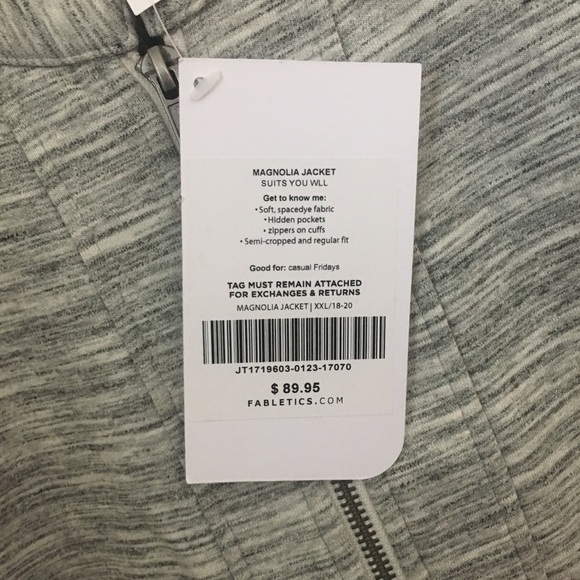 MAGNOLIA JACKET
SUITS YOU WLL
Get to know me:
• Soft, spacedye fabric
• Hidden pockets
• zippers on cuffs
• Semi-cropped and regular fit
Good for: casual Fridays
TAG MUST REMAIN ATTACHED
FOR EXCHANGES & RETURNS
MAGNOLIA JACKET | XXL/18-20
JT1719603-0123-17070
$ 89.95
FABLETICS.COM